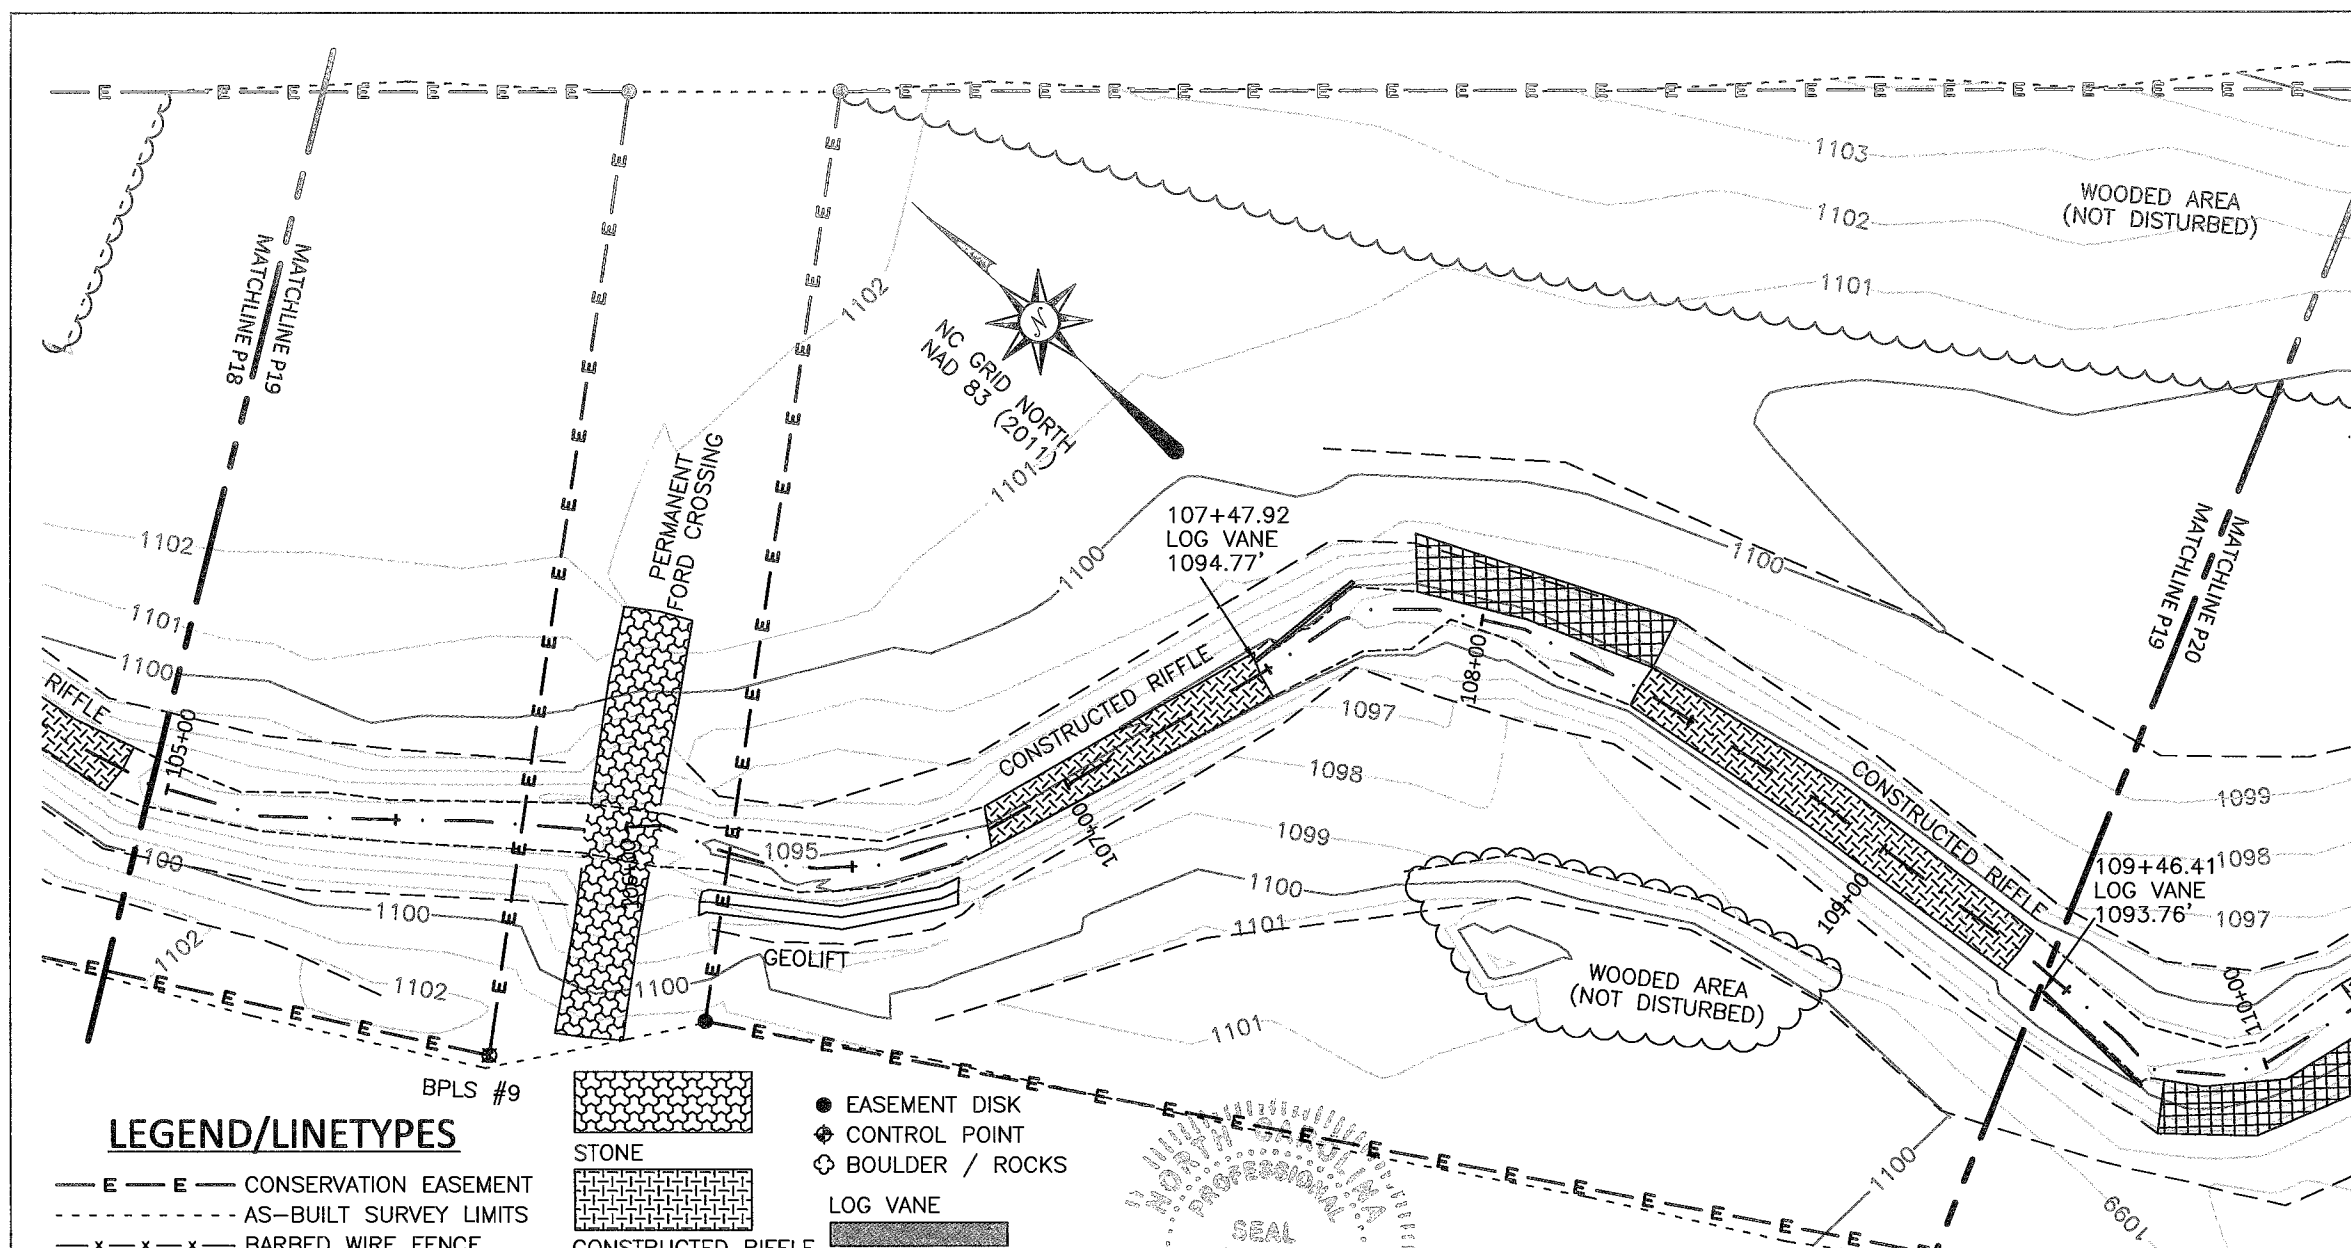 E E E E E E E
E E E E E E E E E E E E E E E E E E E E E
1103
WOODED AREA
(NOT DISTURBED)
1102
1101
MATCHLINE P19
MATCHLINE P18
1102
N
NC GRID NORTH
NAD 83 (2011)
1101
PERMANENT
FORD CROSSING
107+47.92
LOG VANE
1094.77'
1100
1100
MATCHLINE P20
MATCHLINE P19
1102
1101
1100
RIFFLE
105+00
CONSTRUCTED RIFFLE
108+00
1097
1098
1099
1100
1101
107+00
1095
GEOLIFT
CONSTRUCTED RIFFLE
1099
1098
1097
109+46.41
LOG VANE
1093.76'
109+00
110+00
WOODED AREA
(NOT DISTURBED)
1100
1100
1102
1102
1100
1101
1100
1099
BPLS #9
LEGEND/LINETYPES
E E CONSERVATION EASEMENT
AS-BUILT SURVEY LIMITS
x x x BARBED WIRE FENCE
STONE
CONSTRUCTED RIFFLE
EASEMENT DISK
CONTROL POINT
BOULDER / ROCKS
LOG VANE
NORTH CAROLINA
PROFESSIONAL
SEAL